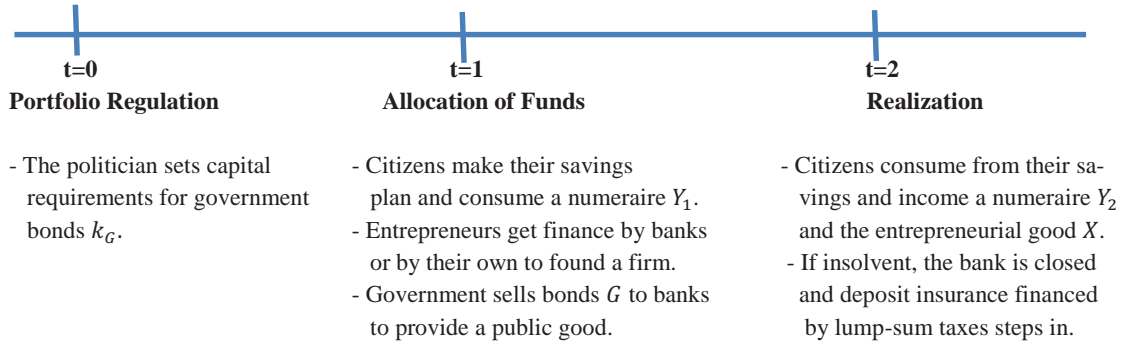 t=0
Portfolio Regulation
- The politician sets capital
requirements for government
bonds k_G.
t=1
Allocation of Funds
- Citizens make their savings
plan and consume a numeraire Y_1.
- Entrepreneurs get finance by banks
or by their own to found a firm.
- Government sells bonds G to banks
to provide a public good.
t=2
Realization
- Citizens consume from their sa-
vings and income a numeraire Y_2
and the entrepreneurial good X.
- If insolvent, the bank is closed
and deposit insurance financed
by lump-sum taxes steps in.